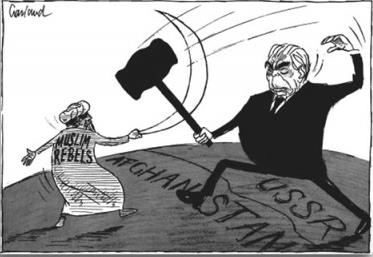 Garland
MUSLIM
REBELS
AFGHANISTAN
USSR